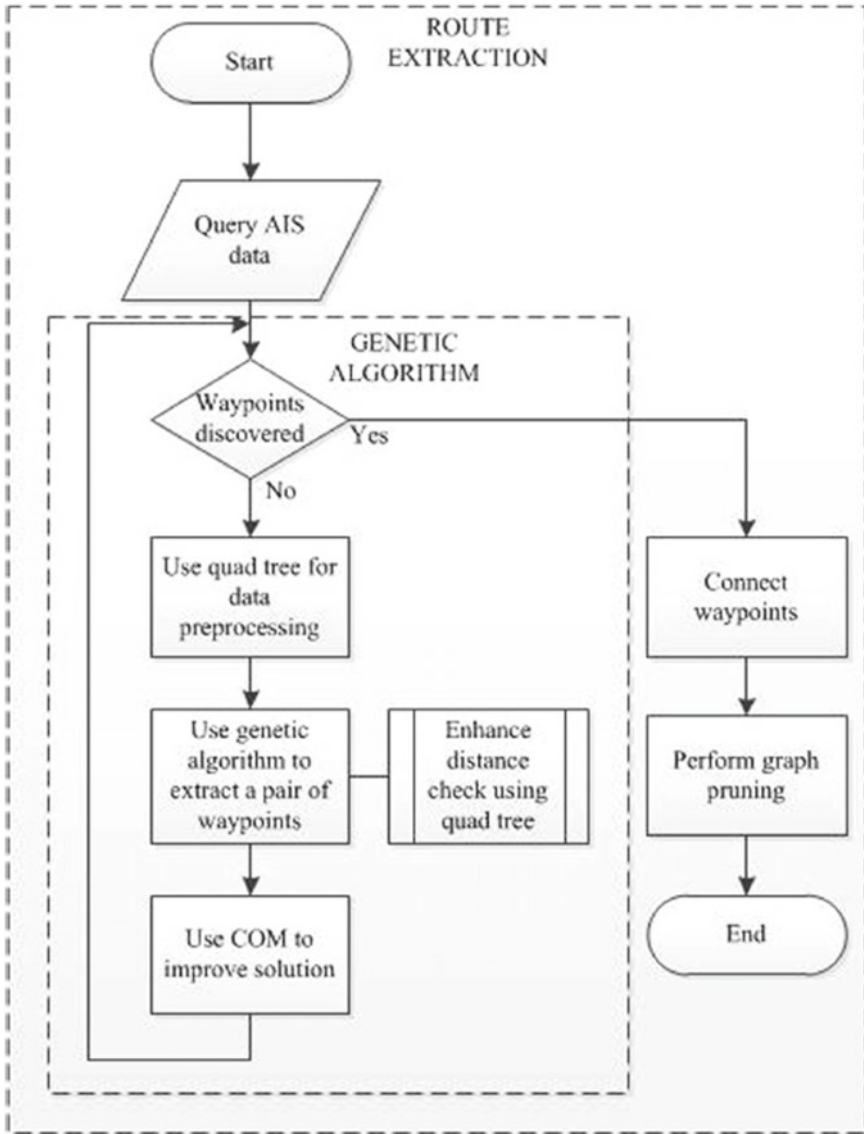 ROUTE
EXTRACTION
Start
Query AIS
data
GENETIC
ALGORITHM
Waypoints
discovered
Yes
No
Use quad tree for
data
preprocessing
Use genetic
algorithm to
extract a pair of
waypoints
Enhance
distance
check using
quad tree
Use COM to
improve solution
Connect
waypoints
Perform graph
pruning
End